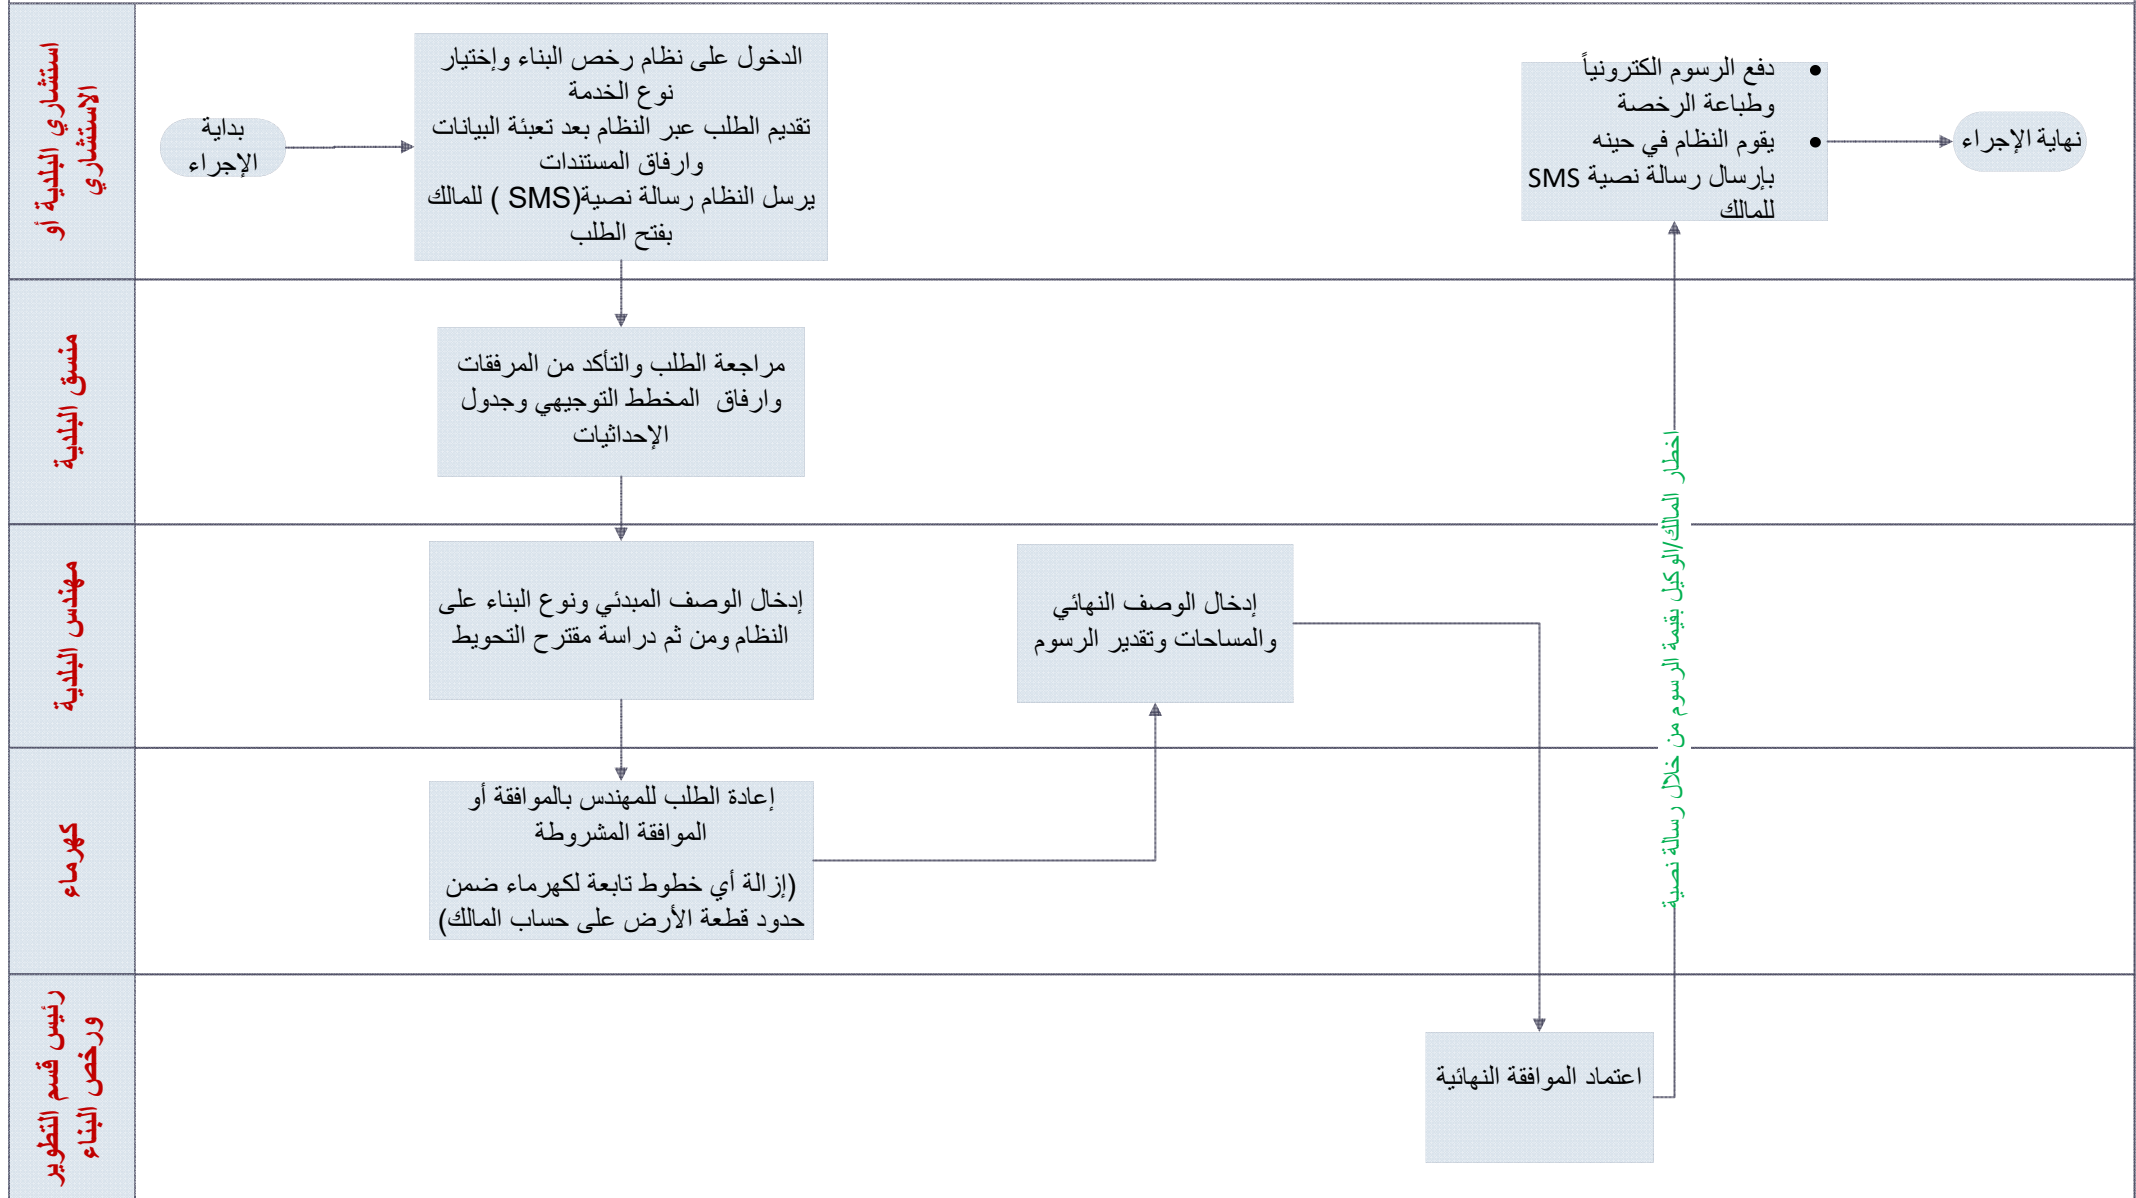 استشاري البلدية أو
الاستشاري
بداية
الإجراء
الدخول على نظام رخص البناء وإختيار
نوع الخدمة
تقديم الطلب عبر النظام بعد تعبئة البيانات
وارفاق المستندات
يرسل النظام رسالة نصية(SMS ) للمالك
بفتح الطلب
• دفع الرسوم الكترونياً
وطباعة الرخصة
• يقوم النظام في حينه
بإرسال رسالة نصية SMS
للمالك
نهاية الإجراء
منسق البلدية
مراجعة الطلب والتأكد من المرفقات
وارفاق المخطط التوجيهي وجدول
الإحداثيات
مهندس البلدية
إدخال الوصف المبدئي ونوع البناء على
النظام ومن ثم دراسة مقترح التحويط
إدخال الوصف النهائي
والمساحات وتقدير الرسوم
اخطار المالك/الوكيل بقيمة الرسوم من خلال رسالة نصية
كهرماء
إعادة الطلب للمهندس بالموافقة أو
الموافقة المشروطة
(إزالة أي خطوط تابعة لكهرماء ضمن
حدود قطعة الأرض على حساب المالك)
رئيس قسم التطوير
ورخص البناء
اعتماد الموافقة النهائية